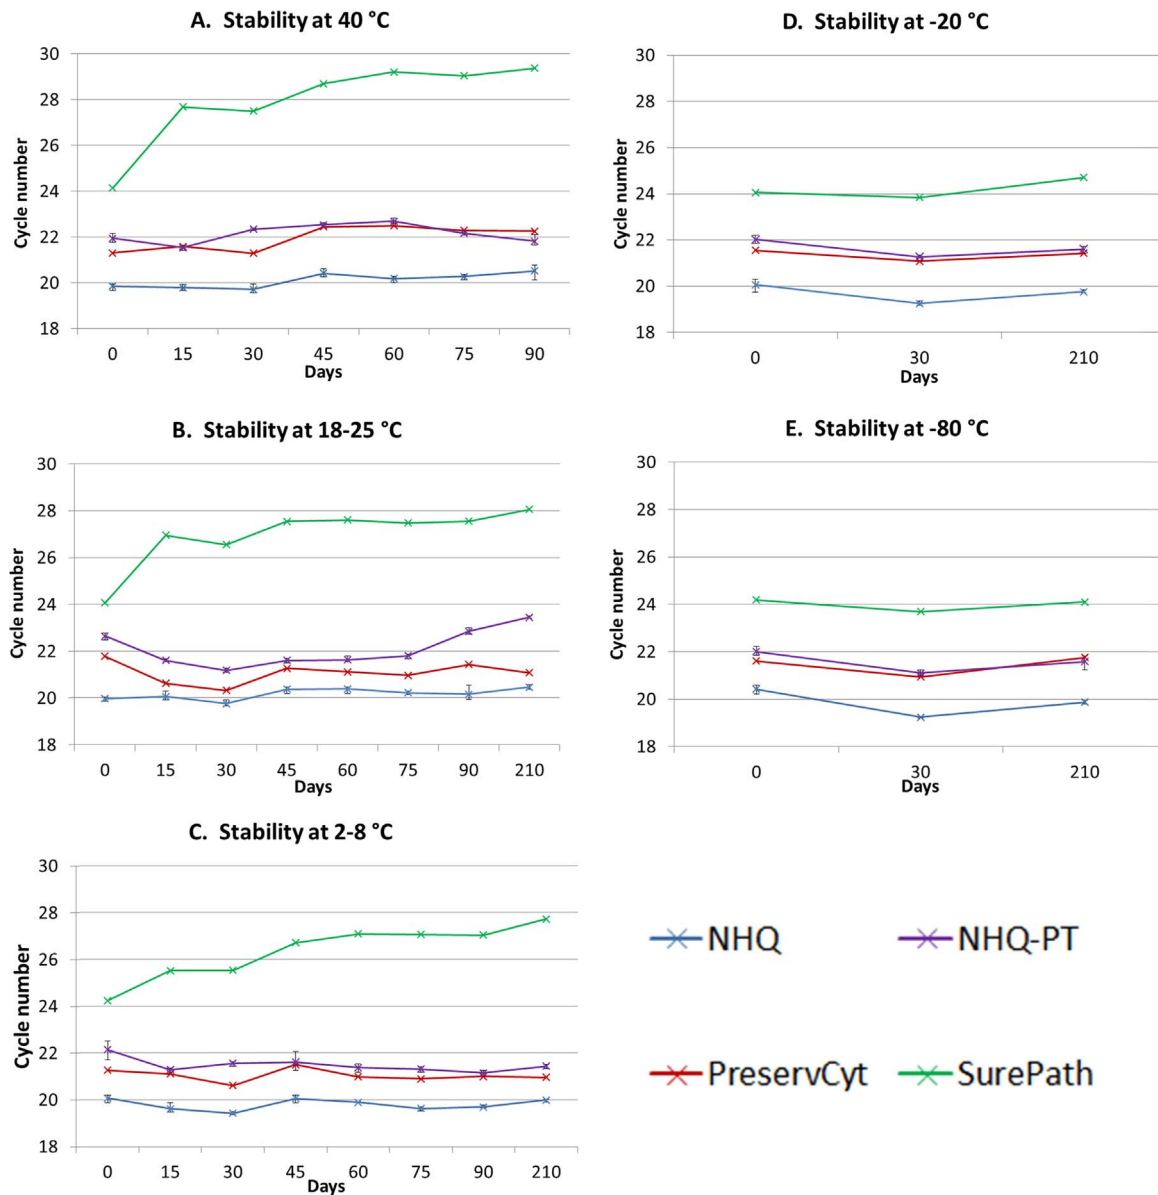 A. Stability at 40 °C
30
28
26
24
22
20
18
Cycle number
0 15 30 45 60 75 90
Days
B. Stability at 18-25 °C
30
28
26
24
22
20
18
Cycle number
0 15 30 45 60 75 90 210
Days
C. Stability at 2-8 °C
30
28
26
24
22
20
18
Cycle number
0 15 30 45 60 75 90 210
Days
D. Stability at -20 °C
30
28
26
24
22
20
18
Cycle number
0 30 210
Days
E. Stability at -80 °C
30
28
26
24
22
20
18
Cycle number
0 30 210
Days
NHQ NHQ-PT
PreservCyt SurePath